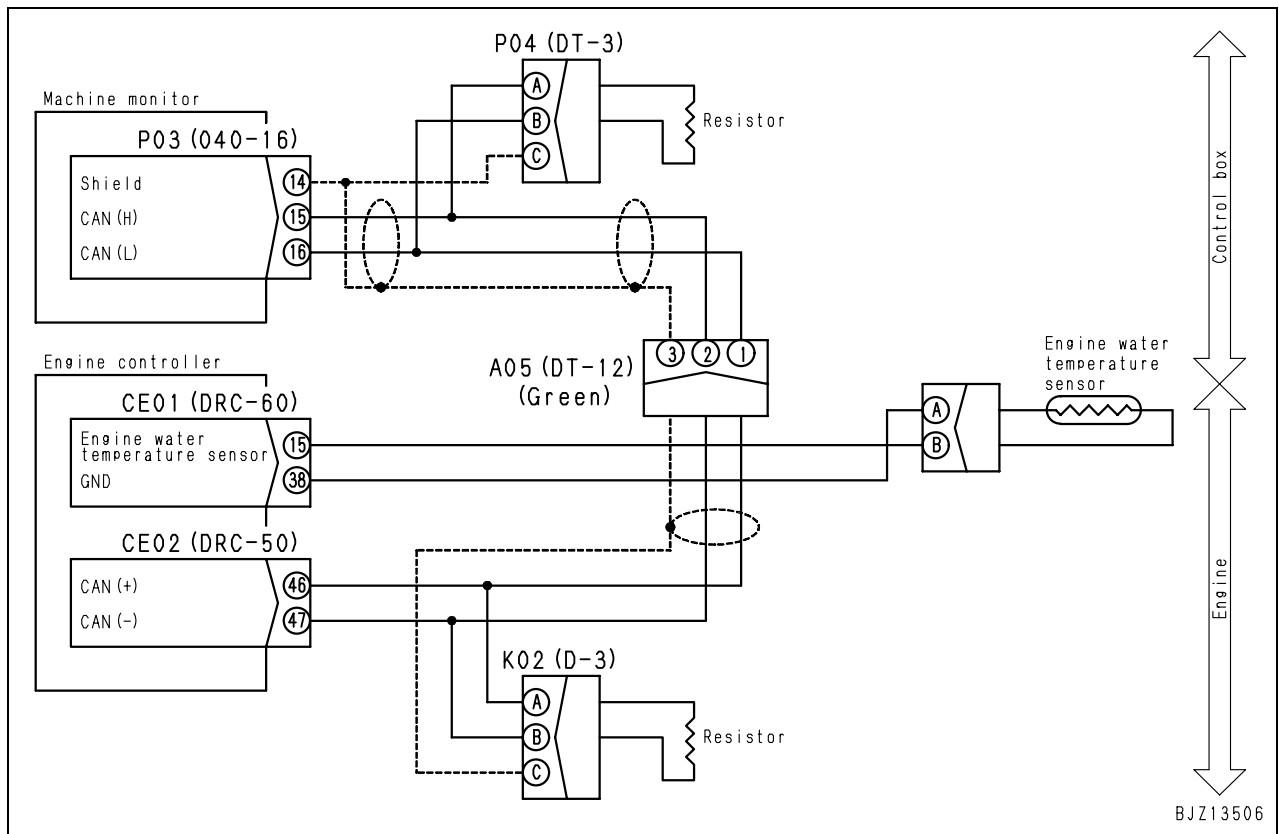 P04 (DT-3)
Machine monitor
P03 (040-16)
A
B
C
Resistor
Shield
CAN (H)
CAN (L)
14
15
16
Control box
3
2
1
A05 (DT-12)
(Green)
Engine water
temperature
sensor
A
B
Engine controller
CE01 (DRC-60)
Engine water
temperature sensor
GND
15
38
CE02 (DRC-50)
CAN (+)
CAN (-)
46
47
Engine
K02 (D-3)
A
B
C
Resistor
BJZ13506